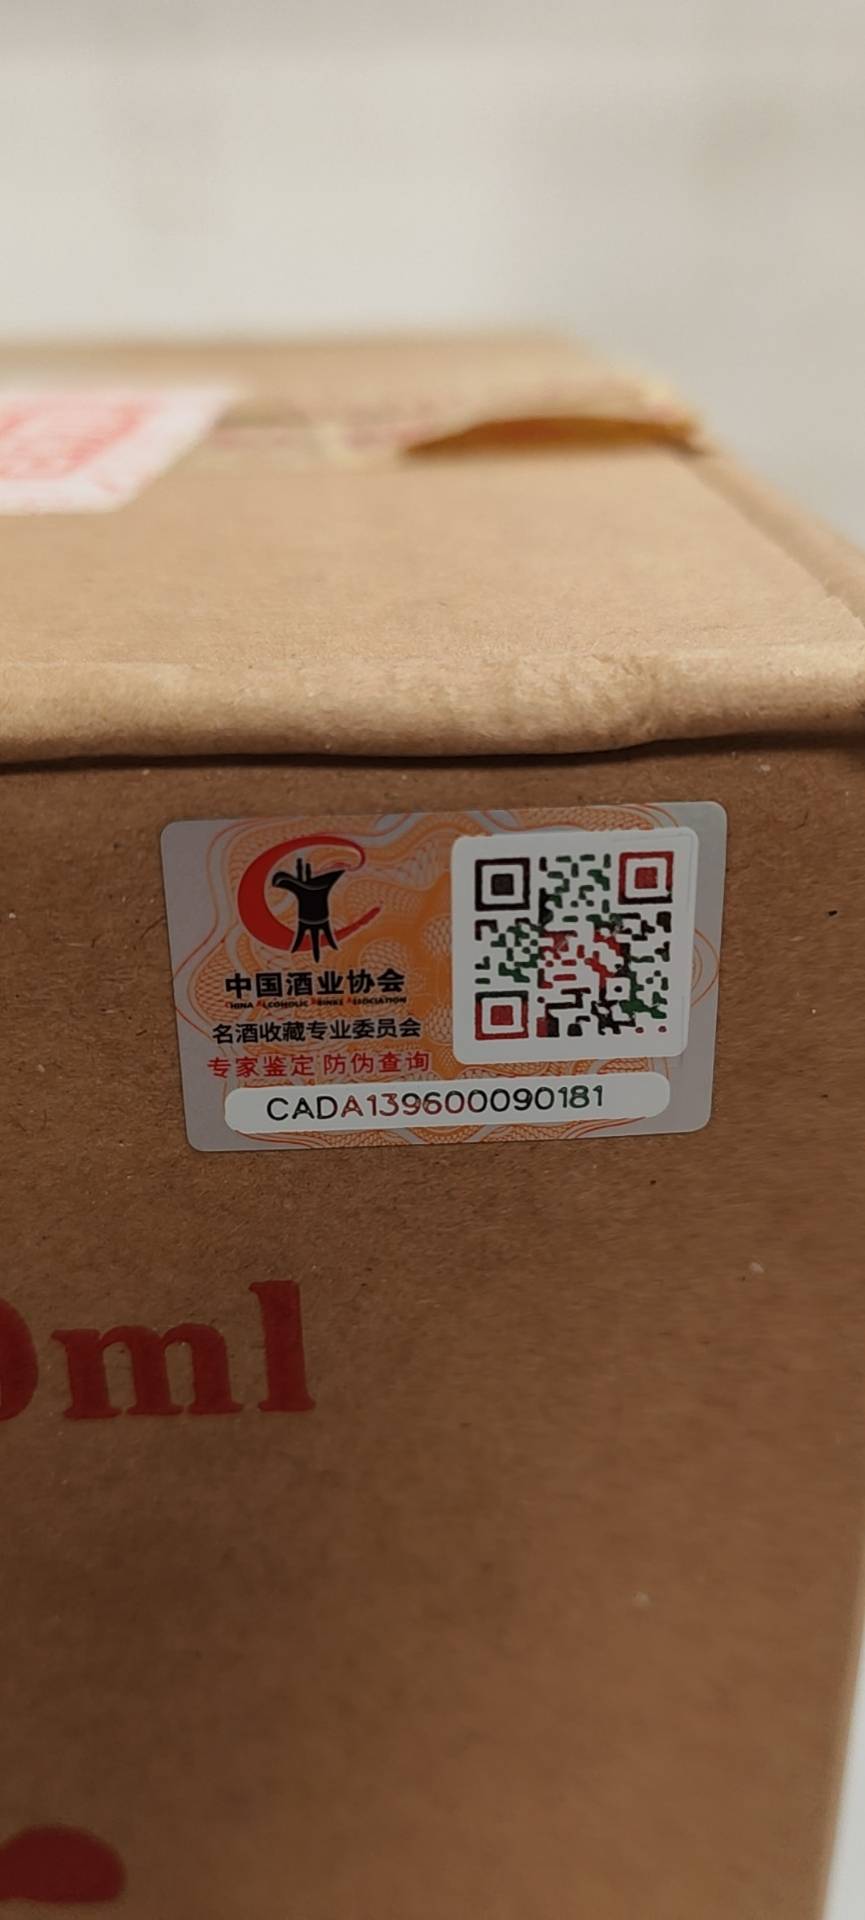 中国酒业协会
CHINA ALCOHOLIC DRINKS ASSOCIATION
名酒收藏专业委员会
专家鉴定 防伪查询
CADA139600090181
ml